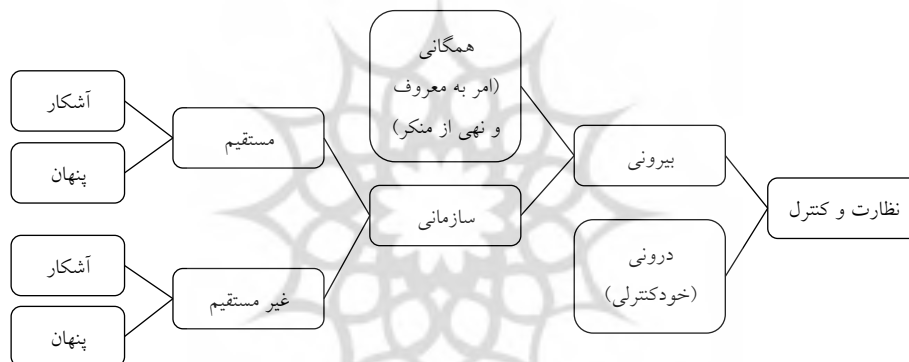 نظارت و کنترل
بیرونی
درونی
(خودکنترلی)
همگانی
(امر به معروف
و نهی از منکر)
سازمانی
مستقیم
غیر مستقیم
آشکار
پنهان
آشکار
پنهان